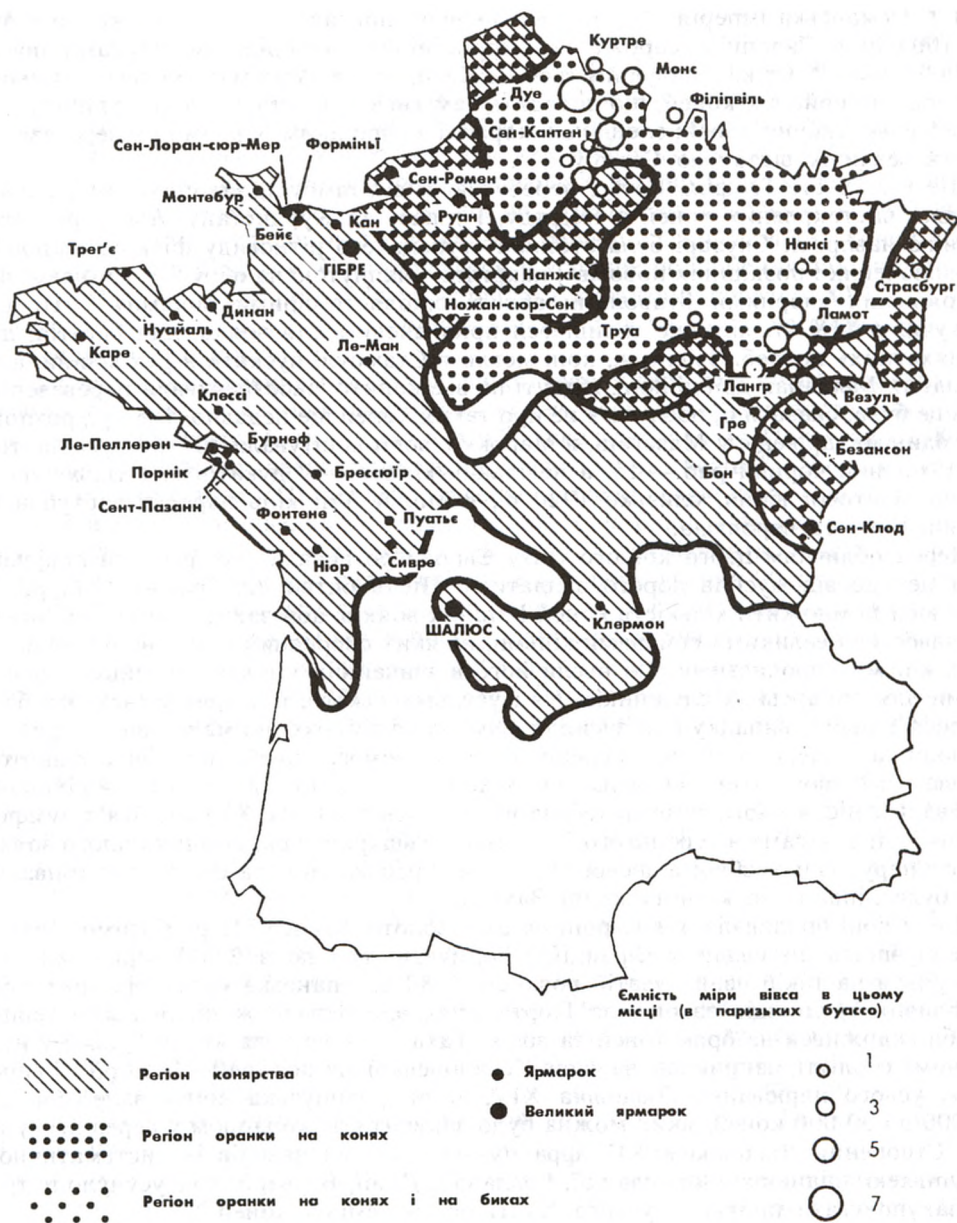 Куртре
Монс
Дуе
Філіпвіль
Сен-Кантен
Сен-Лоран-сюр-Мер
Форміньї
Сен-Ромен
Монтебур
Руан
Кан
Бейє
Треґ'є
ГІБРЕ
Нансі
Нанжіс
Страсбург
Ножан-сюр-Сен
Динан
Ламот
Нуайаль
Труа
Каре
Ле-Ман
Лангр
Везуль
Клессі
Гре
Бурнеф
Безансон
Ле-Пеллерен
Бон
Порнік
Брессюїр
Сент-Пазанн
Фонтене
Пуатьє
Сен-Клод
Ніор
Сивре
ШАЛЮС
Клермон
Ємність міри вівса в цьому
місці (в паризьких буассо)
Регіон конярства
Ярмарок
1
Великий ярмарок
3
Регіон оранки на конях
5
Регіон оранки на конях і на биках
7